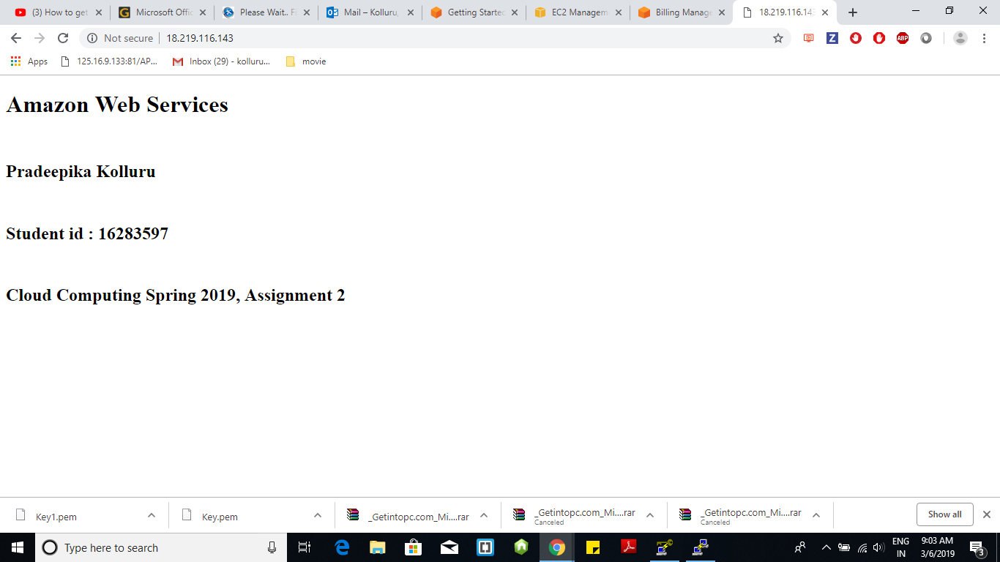 (3) How to get
Microsoft Offic
Please Wait.. Fi
Mail – Kolluru,
Getting Started
EC2 Managem
Billing Manage
18.219.116.143
Not secure
18.219.116.143
Apps
125.16.9.133:81/AP...
Inbox (29) - kolluru...
movie
Amazon Web Services
Pradeepika Kolluru
Student id : 16283597
Cloud Computing Spring 2019, Assignment 2
Key1.pem
Key.pem
_Getintopc.com_Mi....rar
_Getintopc.com_Mi....rar
Canceled
_Getintopc.com_Mi....rar
Canceled
Show all
Type here to search
ENG
IN
9:03 AM
3/6/2019
3